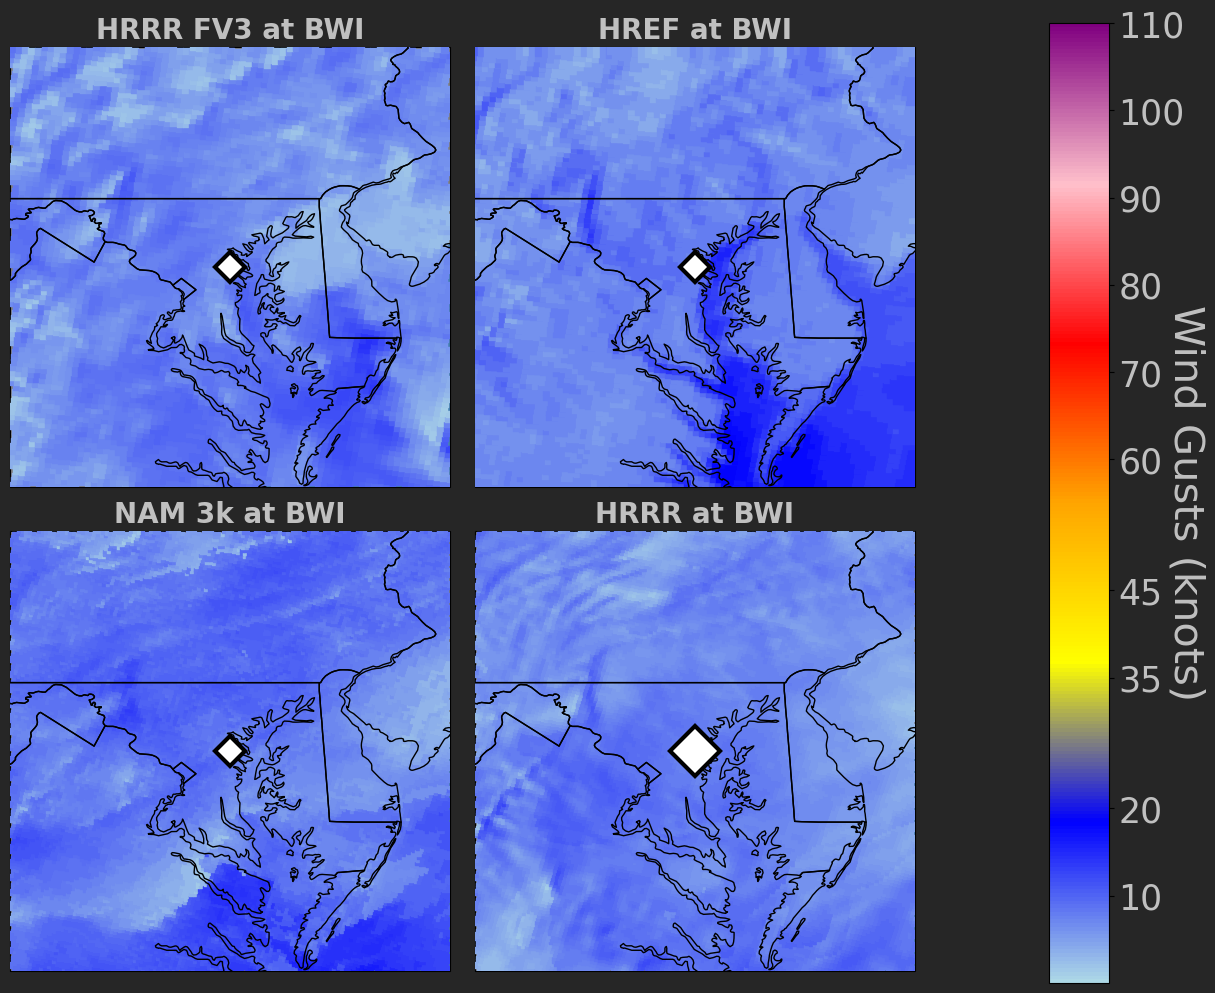 HRRR FV3 at BWI
HREF at BWI
NAM 3k at BWI
HRRR at BWI
110
100
90
80
70
60
45
35
20
10
Wind Gusts (knots)